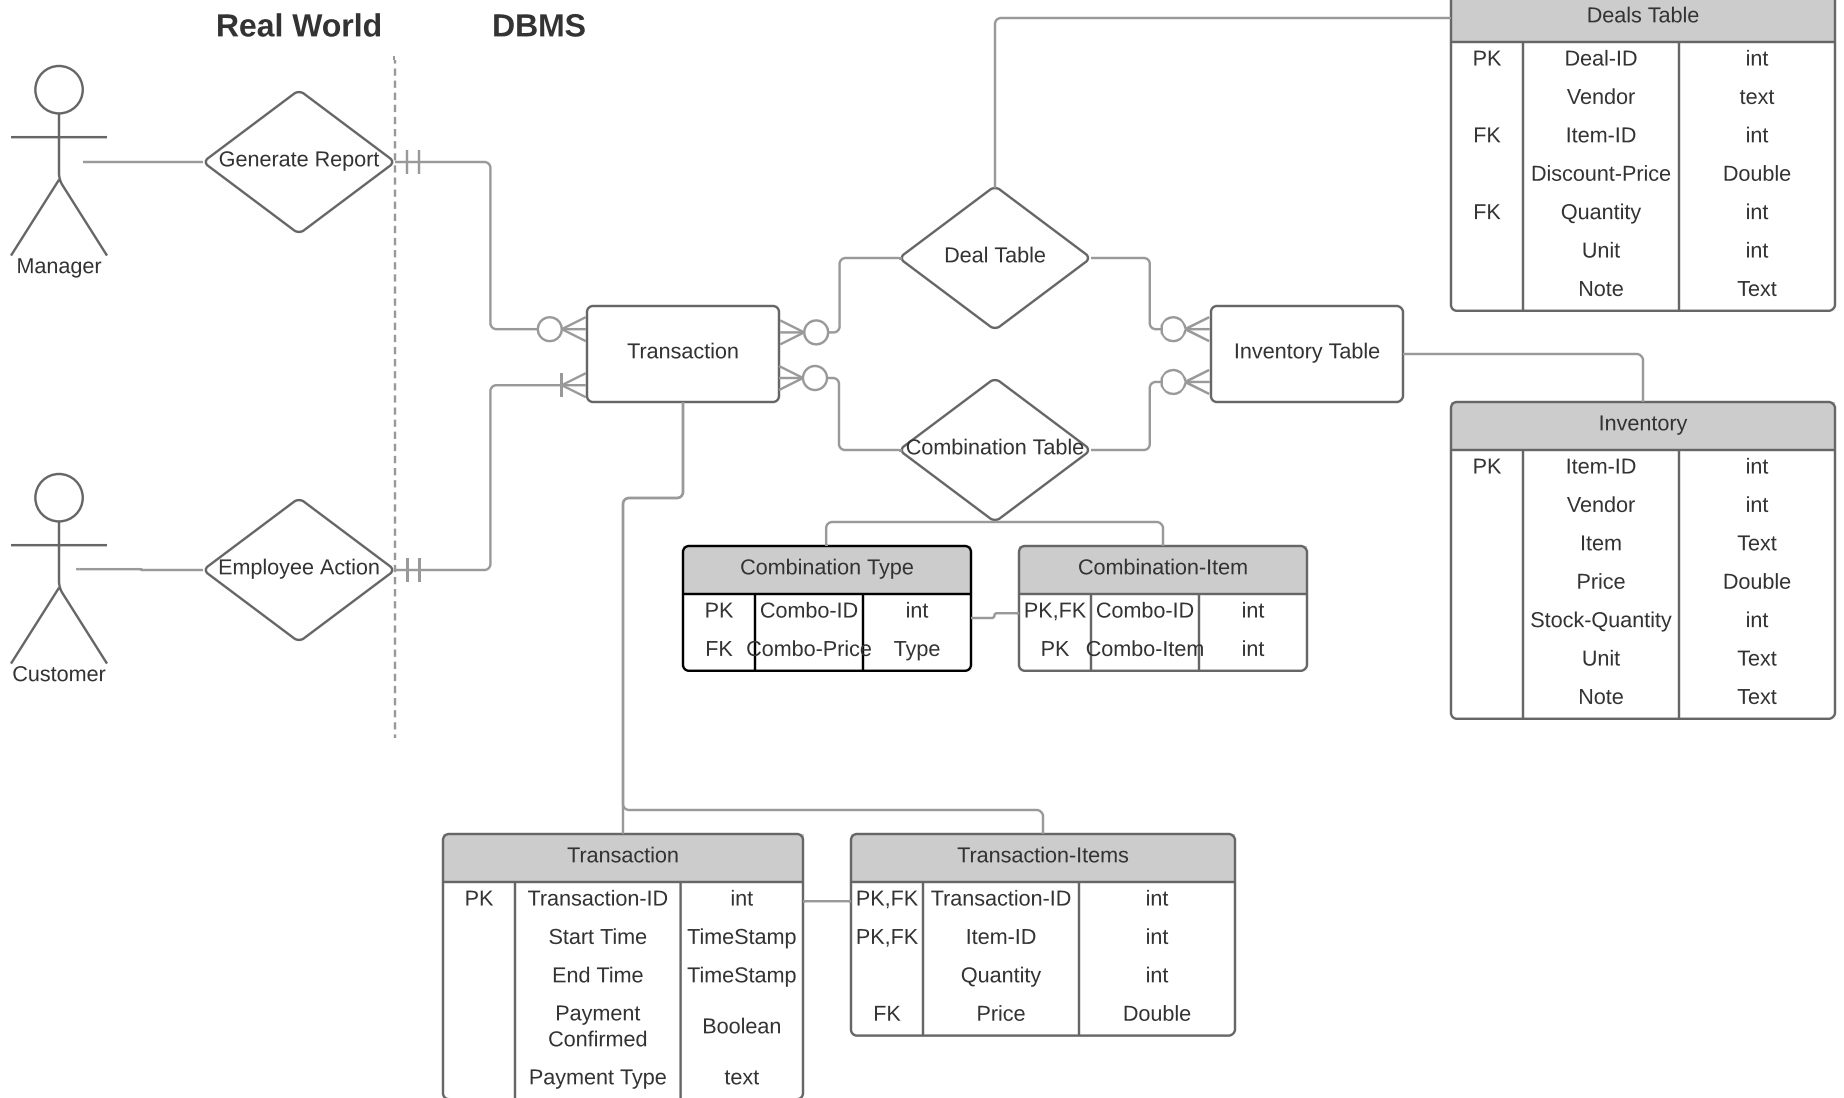 Real World
DBMS
Manager
Generate Report
Customer
Employee Action
Transaction
Deal Table
Combination Table
Inventory Table
Deals Table
PK Deal-ID int
Vendor text
FK Item-ID int
Discount-Price Double
FK Quantity int
Unit int
Note Text
Inventory
PK Item-ID int
Vendor int
Item Text
Price Double
Stock-Quantity int
Unit Text
Note Text
Combination Type
PK Combo-ID int
FK Combo-Price Type
Combination-Item
PK,FK Combo-ID int
PK Combo-Item int
Transaction
PK Transaction-ID int
Start Time TimeStamp
End Time TimeStamp
Payment
Confirmed Boolean
Payment Type text
Transaction-Items
PK,FK Transaction-ID int
PK,FK Item-ID int
Quantity int
FK Price Double